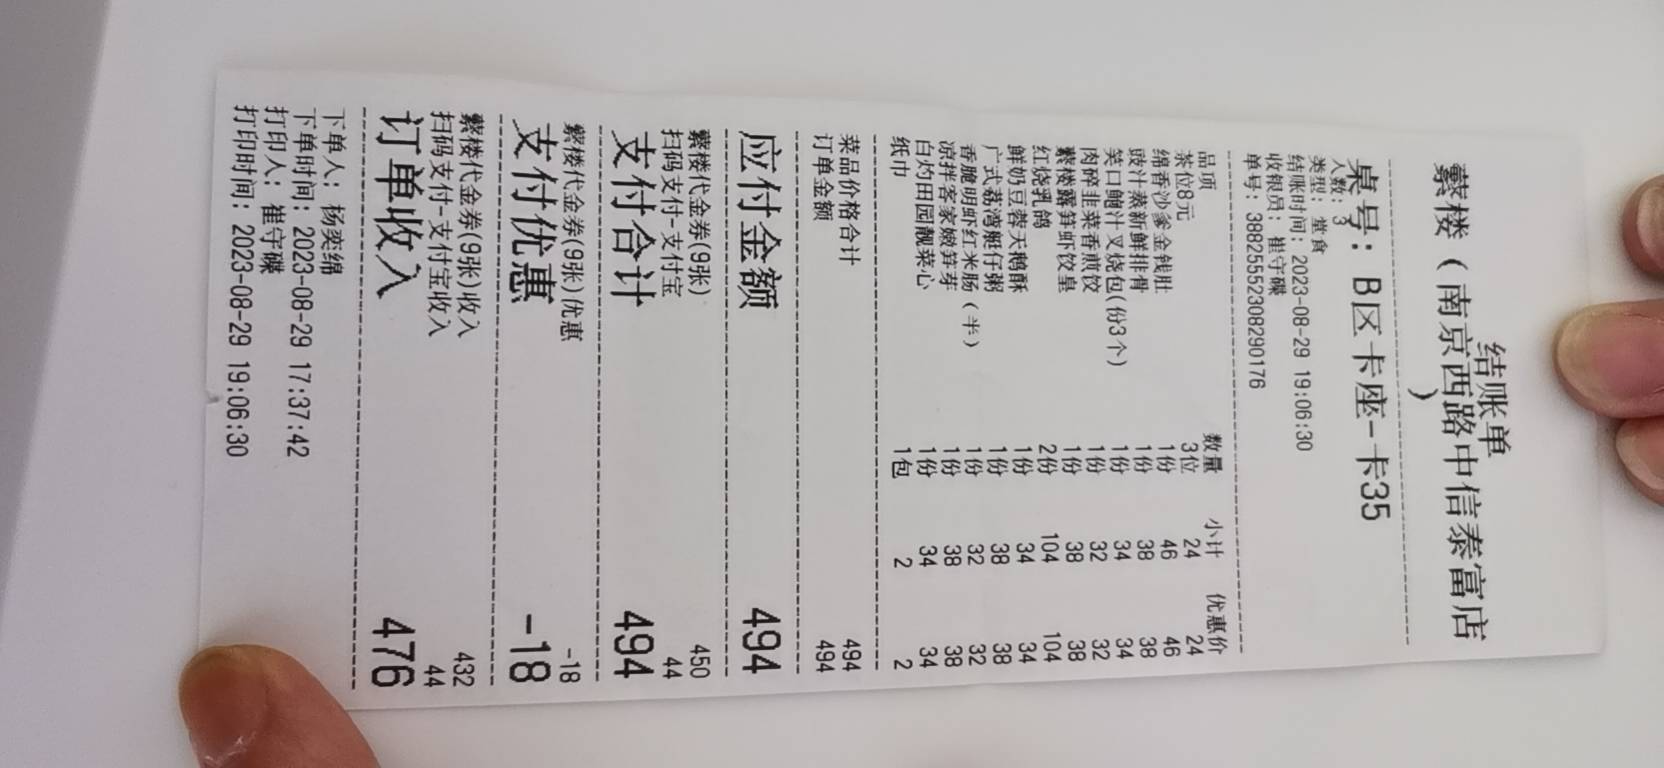 结账单
蘩楼（南京西路中信泰富店
）
桌号：B区卡座-卡35
人数：3
类型：堂食
结账时间：2023-08-29 19:06:30
收银员：崔守碟
单号：388255523082​90176
品项 数量 小计 优惠价
茶位8元 3位 24 24
绵香沙爹金钱肚 1份 46 46
豉汁蒸新鲜排骨 1份 38 38
笑口鲍汁叉烧包(份3个) 1份 34 34
肉碎韭菜香煎饺 1份 32 32
蘩楼露笋虾饺皇 1份 38 38
红烧乳鸽 2份 104 104
鲜奶豆蓉天鹅酥 1份 34 34
广式荔湾艇仔粥 1份 38 38
香脆明虾红米肠（半） 1份 32 32
凉拌客家嫩笋芽 1份 38 38
白灼田园靓菜心 1份 34 34
纸巾 1包 2 2
菜品价格合计 494
订单金额 494
应付金额 494
蘩楼代金券(9张) 450
扫码支付-支付宝 44
支付合计 494
蘩楼代金券(9张)优惠 -18
支付优惠 -18
蘩楼代金券(9张)收入 432
扫码支付-支付宝收入 44
订单收入 476
下单人：杨奕绵
下单时间：2023-08-29 17:37:42
打印人：崔守碟
打印时间：2023-08-29 19:06:30